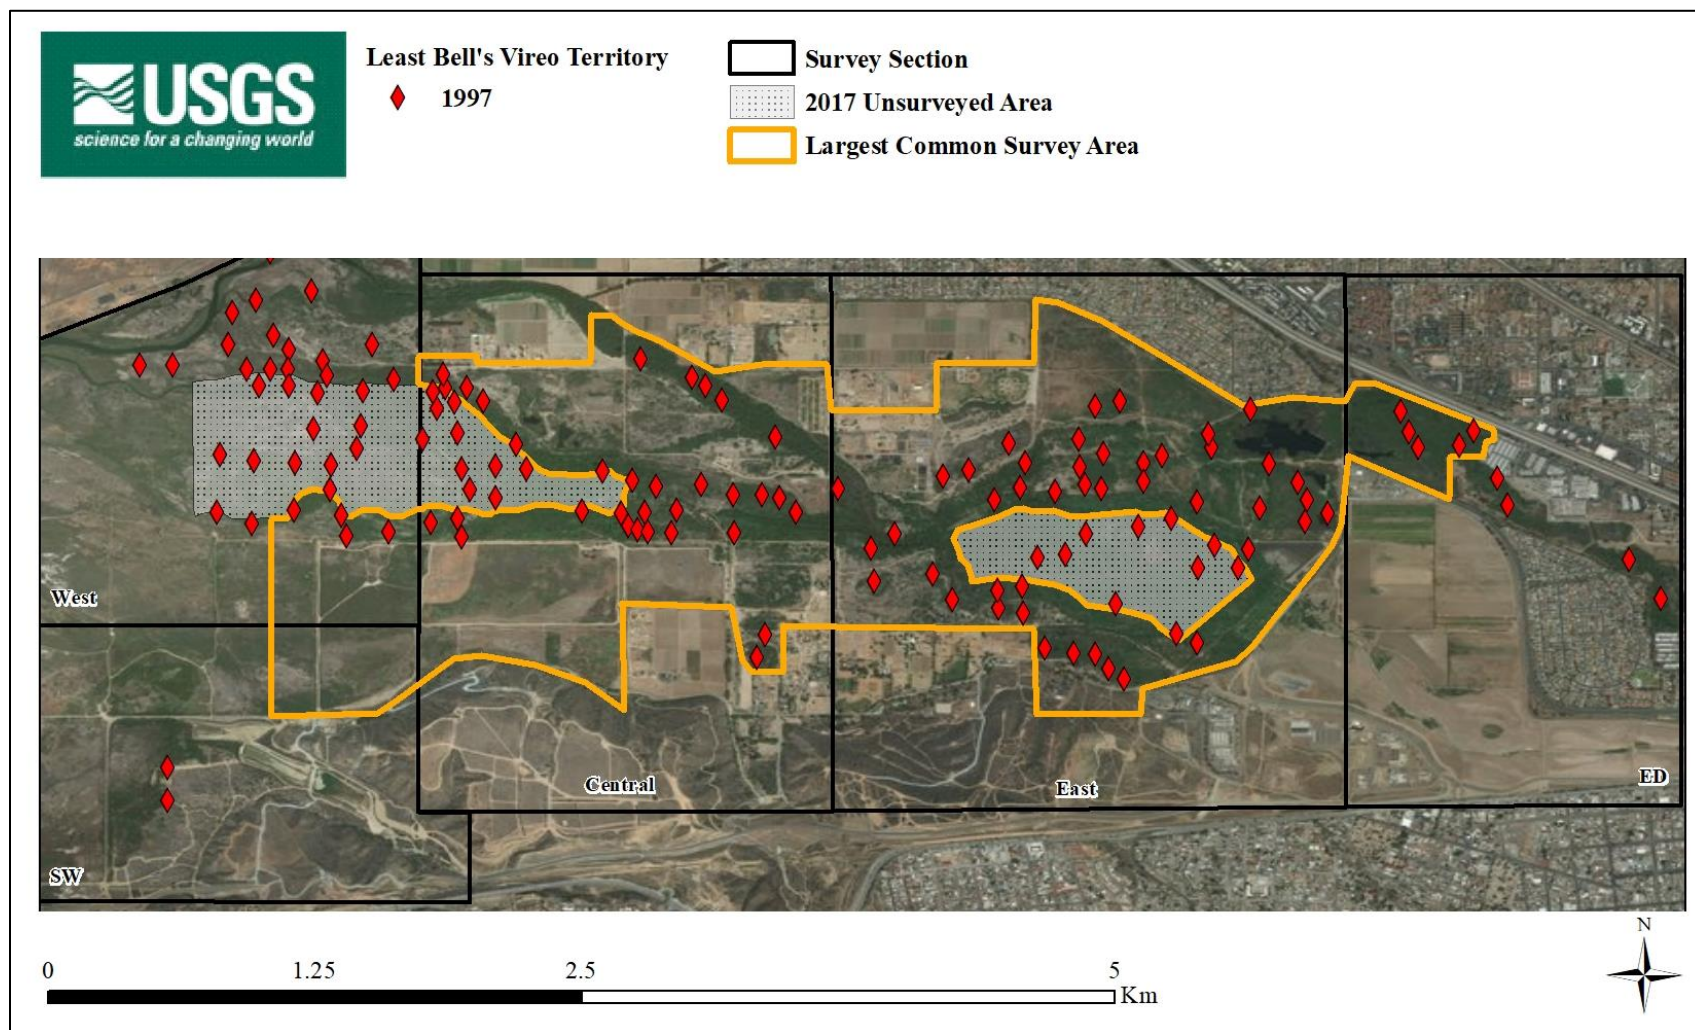 USGS
science for a changing world
Least Bell's Vireo Territory
1997
Survey Section
2017 Unsurveyed Area
Largest Common Survey Area
West
Central
East
ED
SW
N
0 1.25 2.5 5
Km